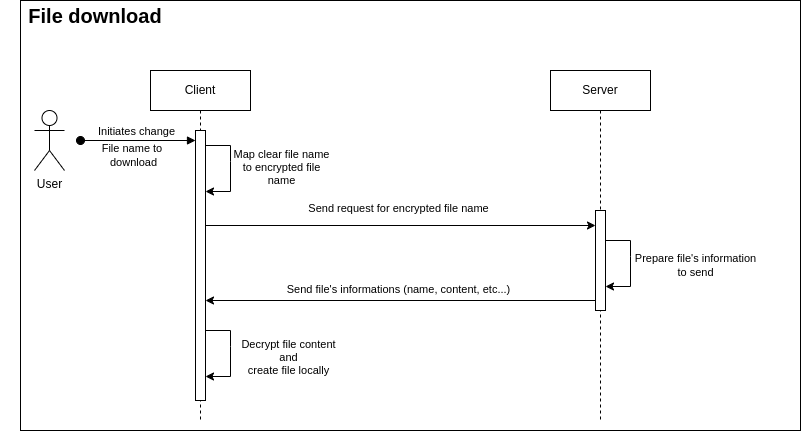 File download
Client
Server
Initiates change
File name to
download
User
Map clear file name
to encrypted file
name
Send request for encrypted file name
Prepare file's information
to send
Send file's informations (name, content, etc...)
Decrypt file content
and
create file locally